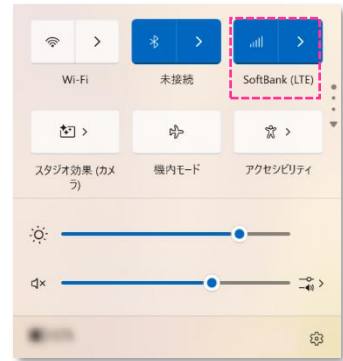 Wi-Fi
未接続
SoftBank (LTE)
スタジオ効果 (カメ
ラ)
機内モード
アクセシビリティ